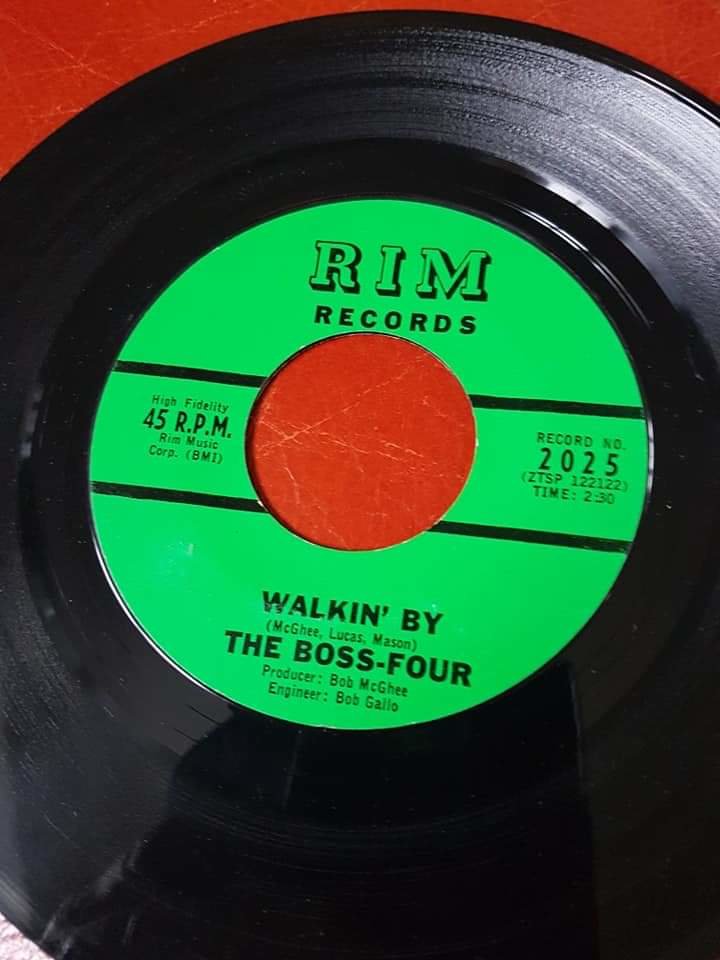 RIM
RECORDS
High Fidelity
45 R.P.M.
Rim Music
Corp. (BMI)
RECORD NO.
2025
(ZTSP 122122)
TIME: 2:30
WALKIN' BY
(McGhee, Lucas, Mason)
THE BOSS-FOUR
Producer: Bob McGhee
Engineer: Bob Gallo